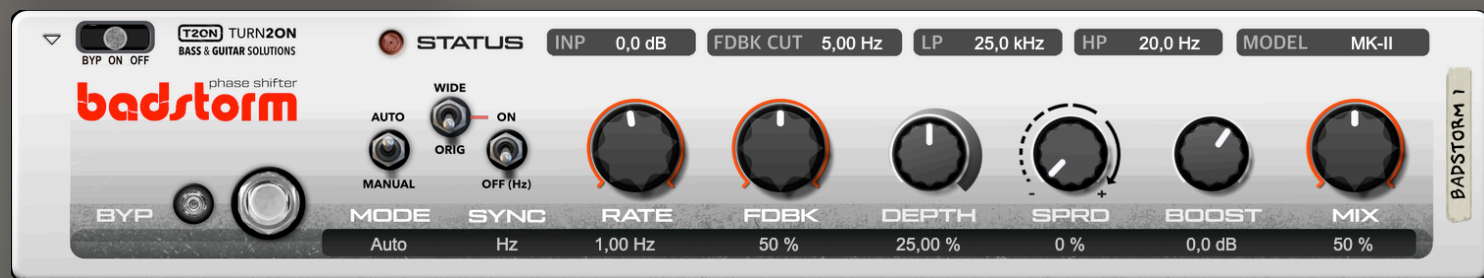 T2ON TURN2ON
BASS & GUITAR SOLUTIONS
BYP ON OFF
STATUS
INP 0,0 dB
FDBK CUT 5,00 Hz
LP 25,0 kHz
HP 20,0 Hz
MODEL MK-II
phase shifter
badstorm
WIDE
AUTO
ON
ORIG
MANUAL
OFF (Hz)
- +
BYP
MODE SYNC RATE FDBK DEPTH SPRD BOOST MIX
Auto Hz 1,00 Hz 50 % 25,00 % 0 % 0,0 dB 50 %
BADSTORM 1